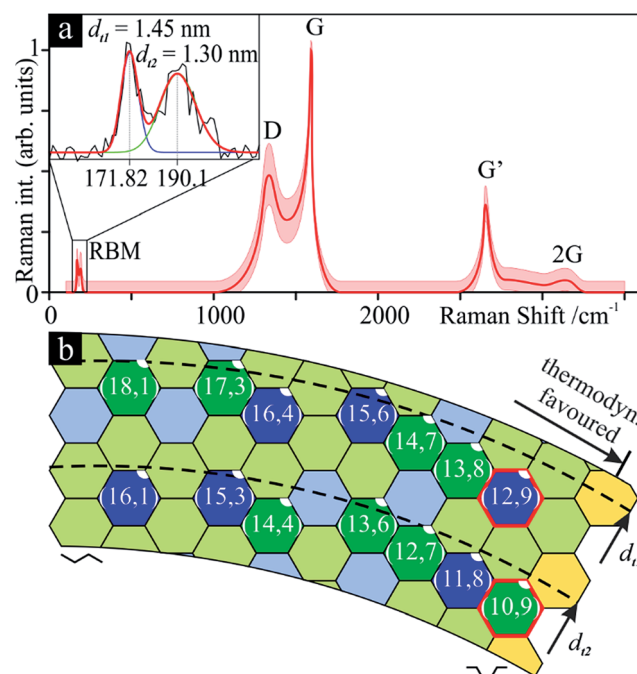 a
dt1 = 1.45 nm
dt2 = 1.30 nm
171.82 190.1
Raman int. (arb. units)
1
0
RBM
D
G
G’
2G
0 1000 2000 Raman Shift /cm-1
b
thermodyn.
favoured
18,1 17,3 16,4 15,6 14,7 13,8 12,9
16,1 15,3 14,4 13,6 12,7 11,8 10,9
dt
dt2